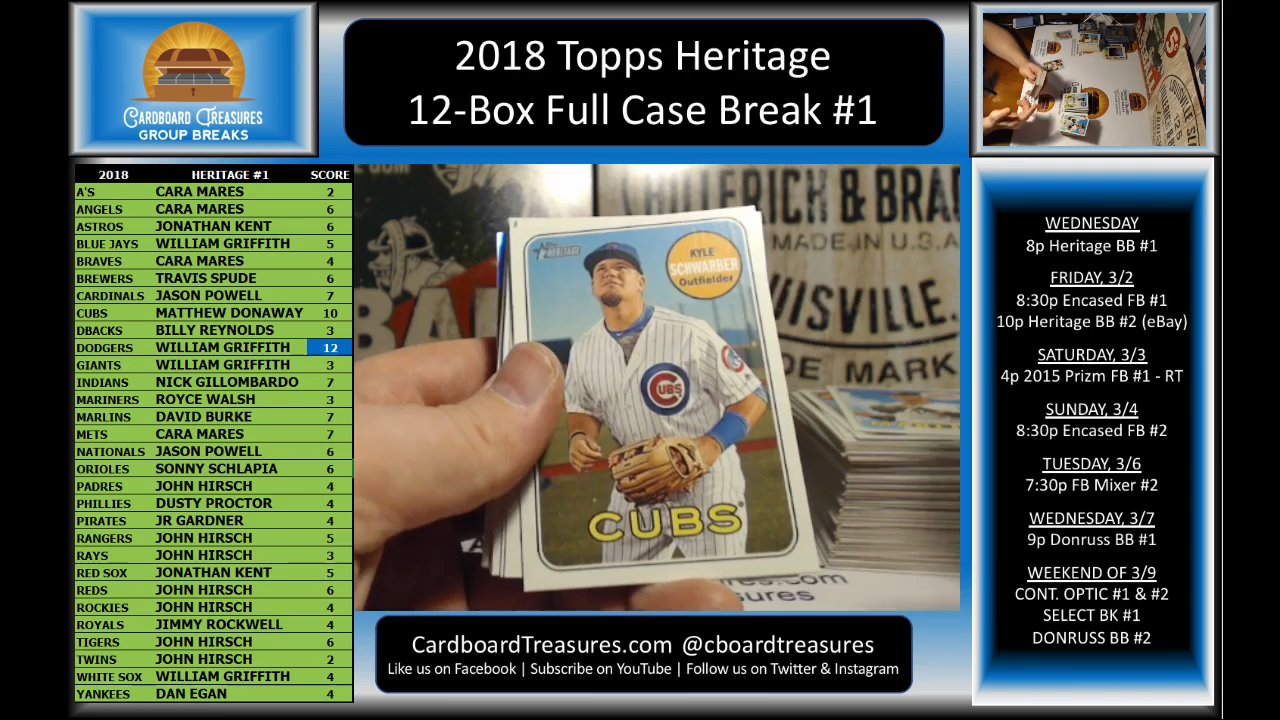 CARDBOARD TREASURES
GROUP BREAKS
2018 Topps Heritage
12-Box Full Case Break #1
2018 HERITAGE #1 SCORE
A'S CARA MARES 2
ANGELS CARA MARES 6
ASTROS JONATHAN KENT 6
BLUE JAYS WILLIAM GRIFFITH 5
BRAVES CARA MARES 4
BREWERS TRAVIS SPUDE 6
CARDINALS JASON POWELL 7
CUBS MATTHEW DONAWAY 10
DBACKS BILLY REYNOLDS 3
DODGERS WILLIAM GRIFFITH 12
GIANTS WILLIAM GRIFFITH 3
INDIANS NICK GILLOMBARDO 7
MARINERS ROYCE WALSH 3
MARLINS DAVID BURKE 7
METS CARA MARES 7
NATIONALS JASON POWELL 6
ORIOLES SONNY SCHLAPIA 6
PADRES JOHN HIRSCH 4
PHILLIES DUSTY PROCTOR 4
PIRATES JR GARDNER 4
RANGERS JOHN HIRSCH 5
RAYS JOHN HIRSCH 3
RED SOX JONATHAN KENT 5
REDS JOHN HIRSCH 6
ROCKIES JOHN HIRSCH 4
ROYALS JIMMY ROCKWELL 4
TIGERS JOHN HIRSCH 6
TWINS JOHN HIRSCH 2
WHITE SOX WILLIAM GRIFFITH 4
YANKEES DAN EGAN 4
Topps
HERITAGE
KYLE
SCHWARBER
Outfielder
CUBS
CUBS
MADE IN U.S.A
MARK
CardboardTreasures.com @cboardtreasures
Like us on Facebook | Subscribe on YouTube | Follow us on Twitter & Instagram
WEDNESDAY
8p Heritage BB #1
FRIDAY, 3/2
8:30p Encased FB #1
10p Heritage BB #2 (eBay)
SATURDAY, 3/3
4p 2015 Prizm FB #1 - RT
SUNDAY, 3/4
8:30p Encased FB #2
TUESDAY, 3/6
7:30p FB Mixer #2
WEDNESDAY, 3/7
9p Donruss BB #1
WEEKEND OF 3/9
CONT. OPTIC #1 & #2
SELECT BK #1
DONRUSS BB #2